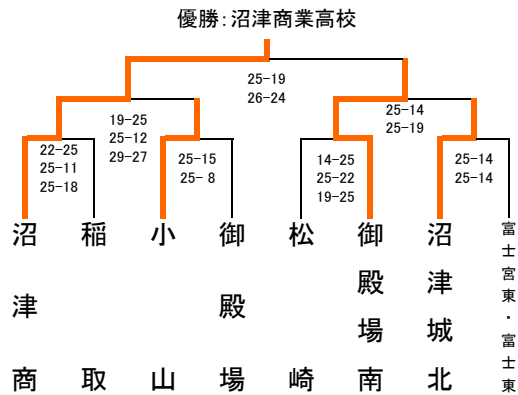 優勝：沼津商業高校
25-19
26-24
19-25
25-12
29-27
25-14
25-19
22-25
25-11
25-18
25-15
25- 8
14-25
25-22
19-25
25-14
25-14
沼津商
稲取
小山
御殿場
松崎
御殿場南
沼津城北
富士宮東・富士東